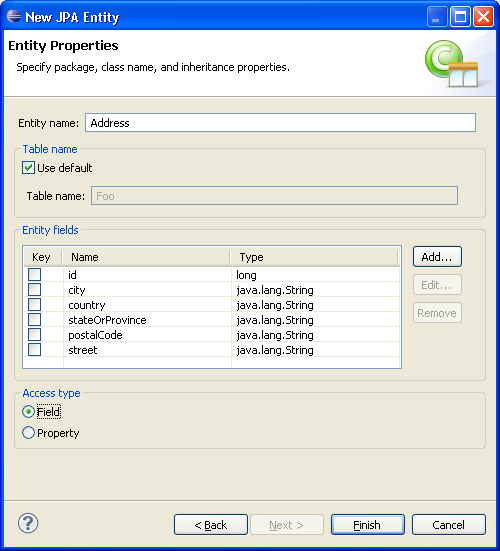 New JPA Entity
Entity Properties
Specify package, class name, and inheritance properties.
Entity name: Address
Table name
Use default
Table name: Foo
Entity fields
Key Name Type
id long
city java.lang.String
country java.lang.String
stateOrProvince java.lang.String
postalCode java.lang.String
street java.lang.String
Add...
Edit...
Remove
Access type
Field
Property
? < Back Next > Finish Cancel